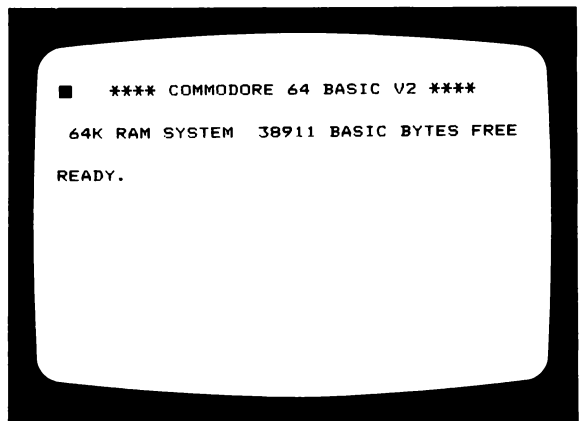 **** COMMODORE 64 BASIC V2 ****
64K RAM SYSTEM 38911 BASIC BYTES FREE
READY.